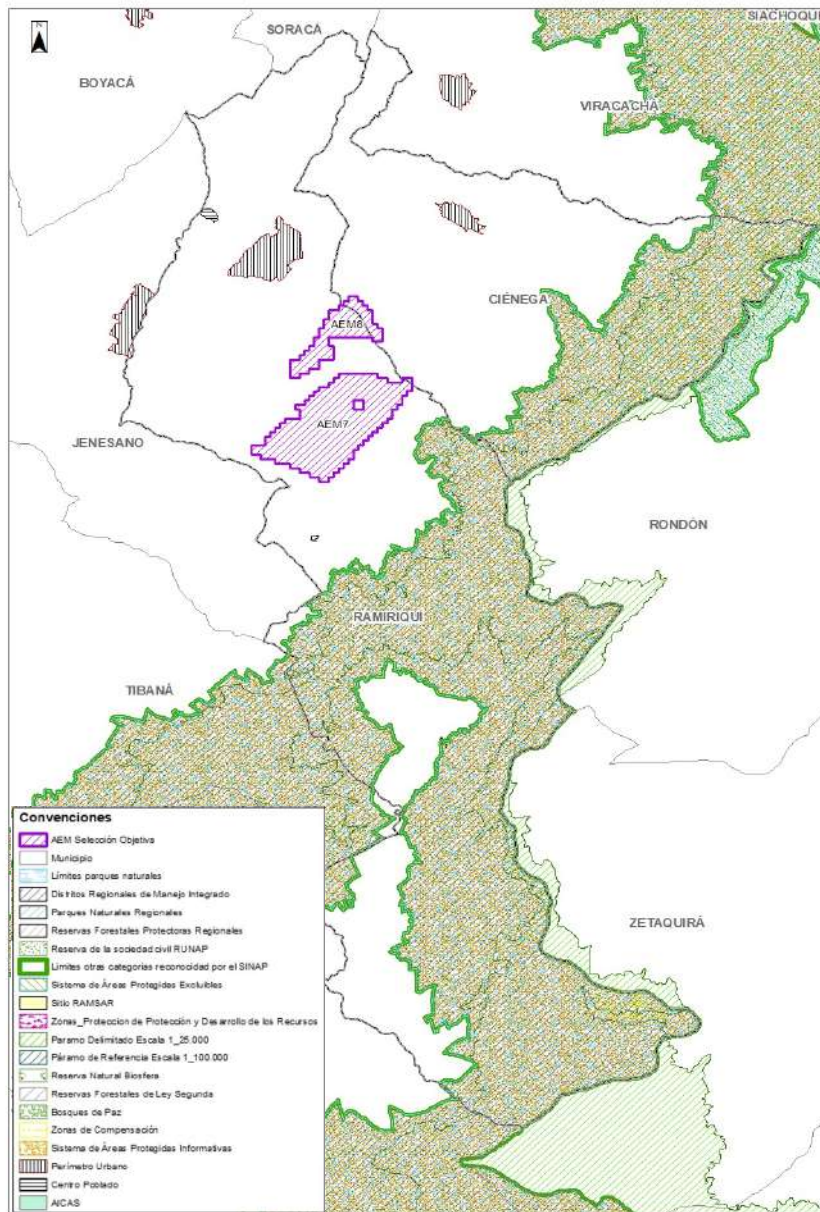 N
SORACÁ
SIACHOQUE
BOYACÁ
VIRACACHÁ
CIÉNEGA
AEM8
AEM7
JENESANO
RONDÓN
RAMIRIQUI
TIBANÁ
ZETAQUIRÁ
Convenciones
AEM Selección Objetiva
Municipio
Límites parques naturales
Distritos Regionales de Manejo Integrado
Parques Naturales Regionales
Reservas Forestales Protectoras Regionales
Reserva de la sociedad civil RUNAP
Limites otras categorias reconocidad por el SINAP
Sistema de Áreas Protegidas Excluibles
Sitio RAMSAR
Zonas_Proteccion de Protección y Desarrollo de los Recursos
Paramo Delimitado Escala 1_25.000
Páramo de Referencia Escala 1_100.000
Reserva Natural Biosfera
Reservas Forestales de Ley Segunda
Bosques de Paz
Zonas de Compensación
Sistema de Áreas Protegidas Informativas
Perímetro Urbano
Centro Poblado
AICAS